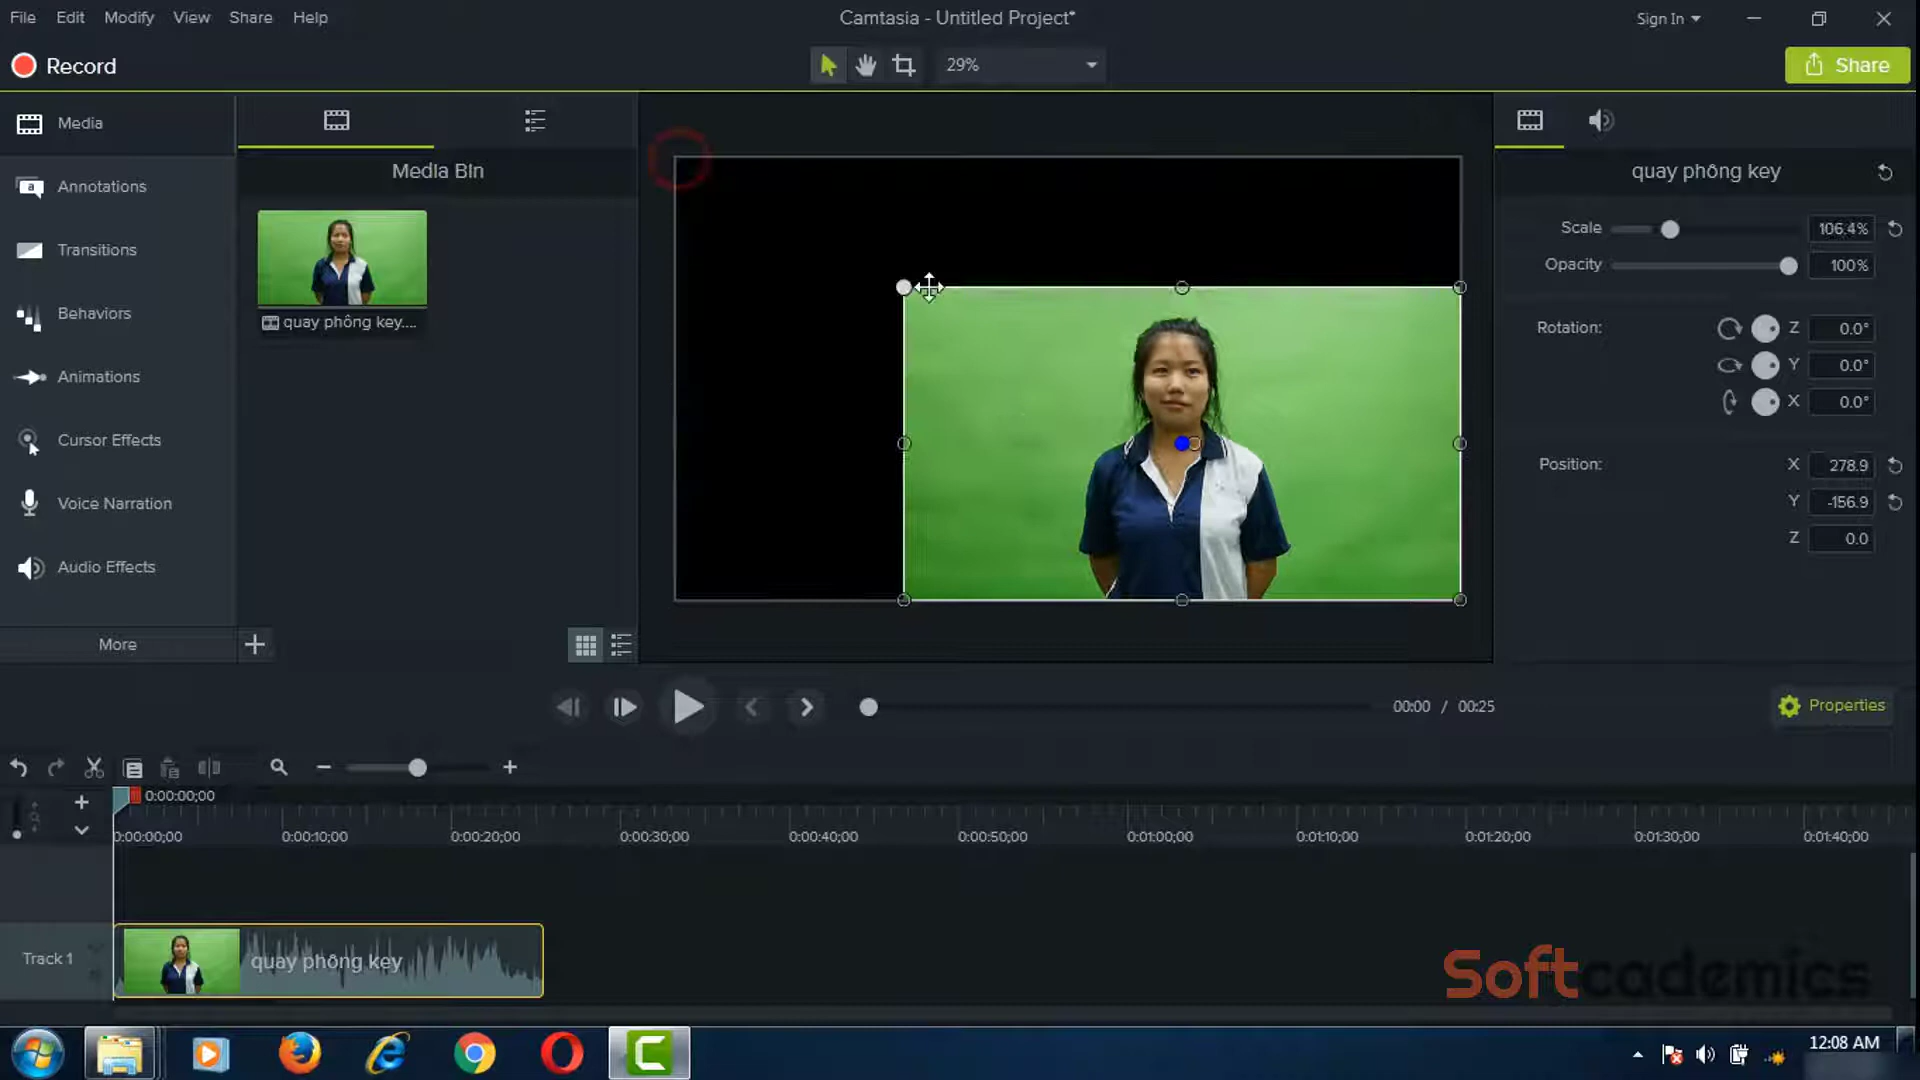 File Edit Modify View Share Help
Camtasia - Untitled Project*
Sign In
Record
29%
Share
Media
Annotations
Transitions
Behaviors
Animations
Cursor Effects
Voice Narration
Audio Effects
More
Media Bin
quay phông key....
quay phông key
Scale 106.4%
Opacity 100%
Rotation: Z 0.0°
Y 0.0°
X 0.0°
Position: X 278.9
Y -156.9
Z 0.0
00:00 / 00:25
Properties
0:00:00;00
0:00:00;00 0:00:10;00 0:00:20;00 0:00:30;00 0:00:40;00 0:00:50;00 0:01:00;00 0:01:10;00 0:01:20;00 0:01:30;00 0:01:40;00
Track 1
quay phông key
Softcademics
12:08 AM